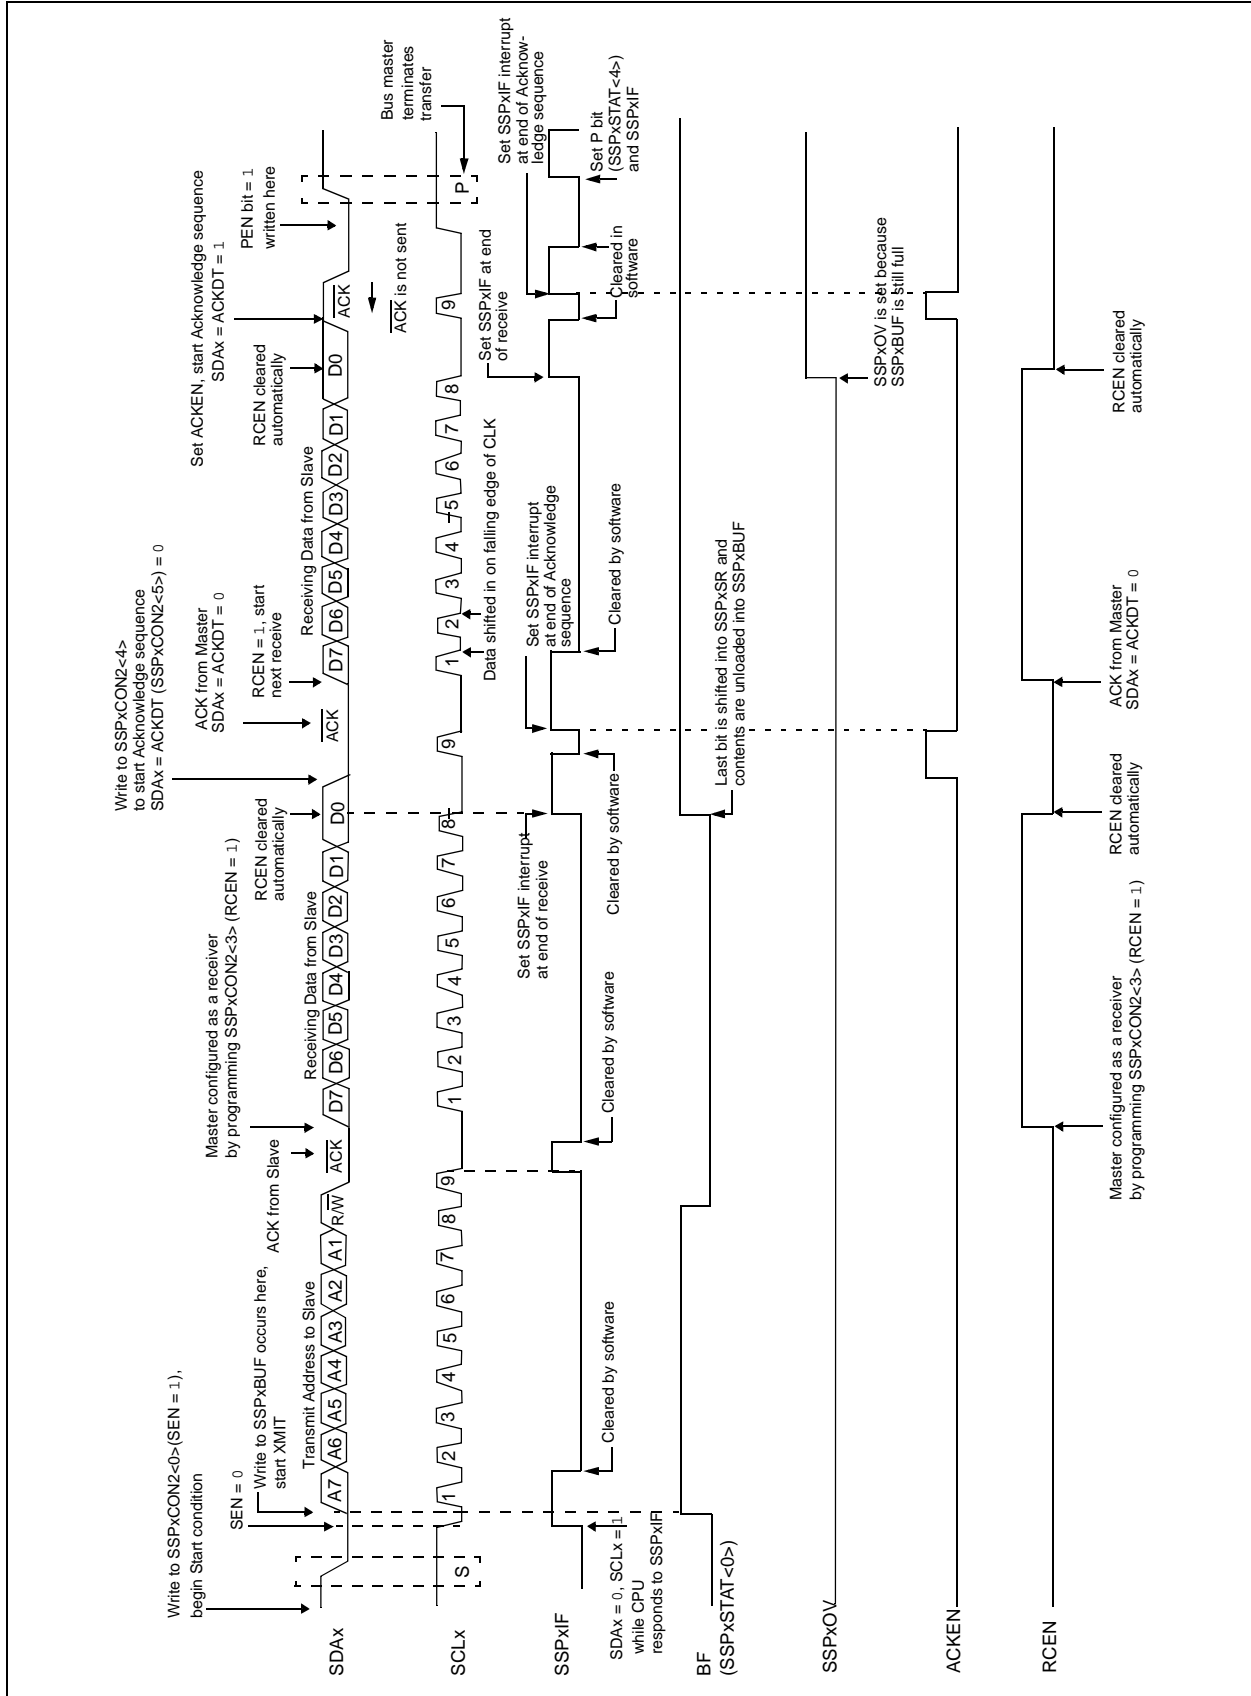 Write to SSPxCON2<0>(SEN = 1),
begin Start condition
SEN = 0
Write to SSPxBUF occurs here,
start XMIT
ACK from Slave
Master configured as a receiver
by programming SSPxCON2<3> (RCEN = 1)
RCEN cleared
automatically
Write to SSPxCON2<4>
to start Acknowledge sequence
SDAx = ACKDT (SSPxCON2<5>) = 0
ACK from Master
SDAx = ACKDT = 0
RCEN = 1, start
next receive
RCEN cleared
automatically
Set ACKEN, start Acknowledge sequence
SDAx = ACKDT = 1
PEN bit = 1
written here
Transmit Address to Slave
Receiving Data from Slave
Receiving Data from Slave
SDAx
A7 A6 A5 A4 A3 A2 A1 R/W ACK D7 D6 D5 D4 D3 D2 D1 D0 ACK D7 D6 D5 D4 D3 D2 D1 D0 ACK
ACK is not sent
Bus master
terminates
transfer
SCLx
S 1 2 3 4 5 6 7 8 9 1 2 3 4 5 6 7 8 9 1 2 3 4 5 6 7 8 9 P
Data shifted in on falling edge of CLK
Set SSPxIF interrupt
at end of receive
Set SSPxIF interrupt
at end of Acknowledge
sequence
Set SSPxIF at end
of receive
Set SSPxIF interrupt
at end of Acknow-
ledge sequence
SSPxIF
SDAx = 0, SCLx = 1
while CPU
responds to SSPxIF
Cleared by software
Cleared by software
Cleared by software
Cleared by software
Cleared in
software
Set P bit
(SSPxSTAT<4>)
and SSPxIF
BF
(SSPxSTAT<0>)
Last bit is shifted into SSPxSR and
contents are unloaded into SSPxBUF
SSPxOV
SSPxOV is set because
SSPxBUF is still full
ACKEN
RCEN
Master configured as a receiver
by programming SSPxCON2<3> (RCEN = 1)
RCEN cleared
automatically
ACK from Master
SDAx = ACKDT = 0
RCEN cleared
automatically